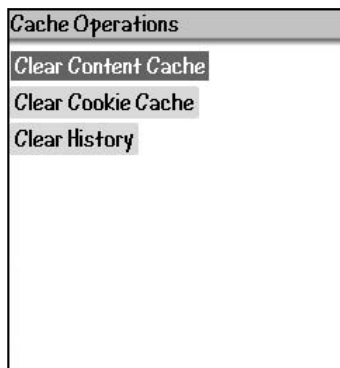 Cache Operations
Clear Content Cache
Clear Cookie Cache
Clear History